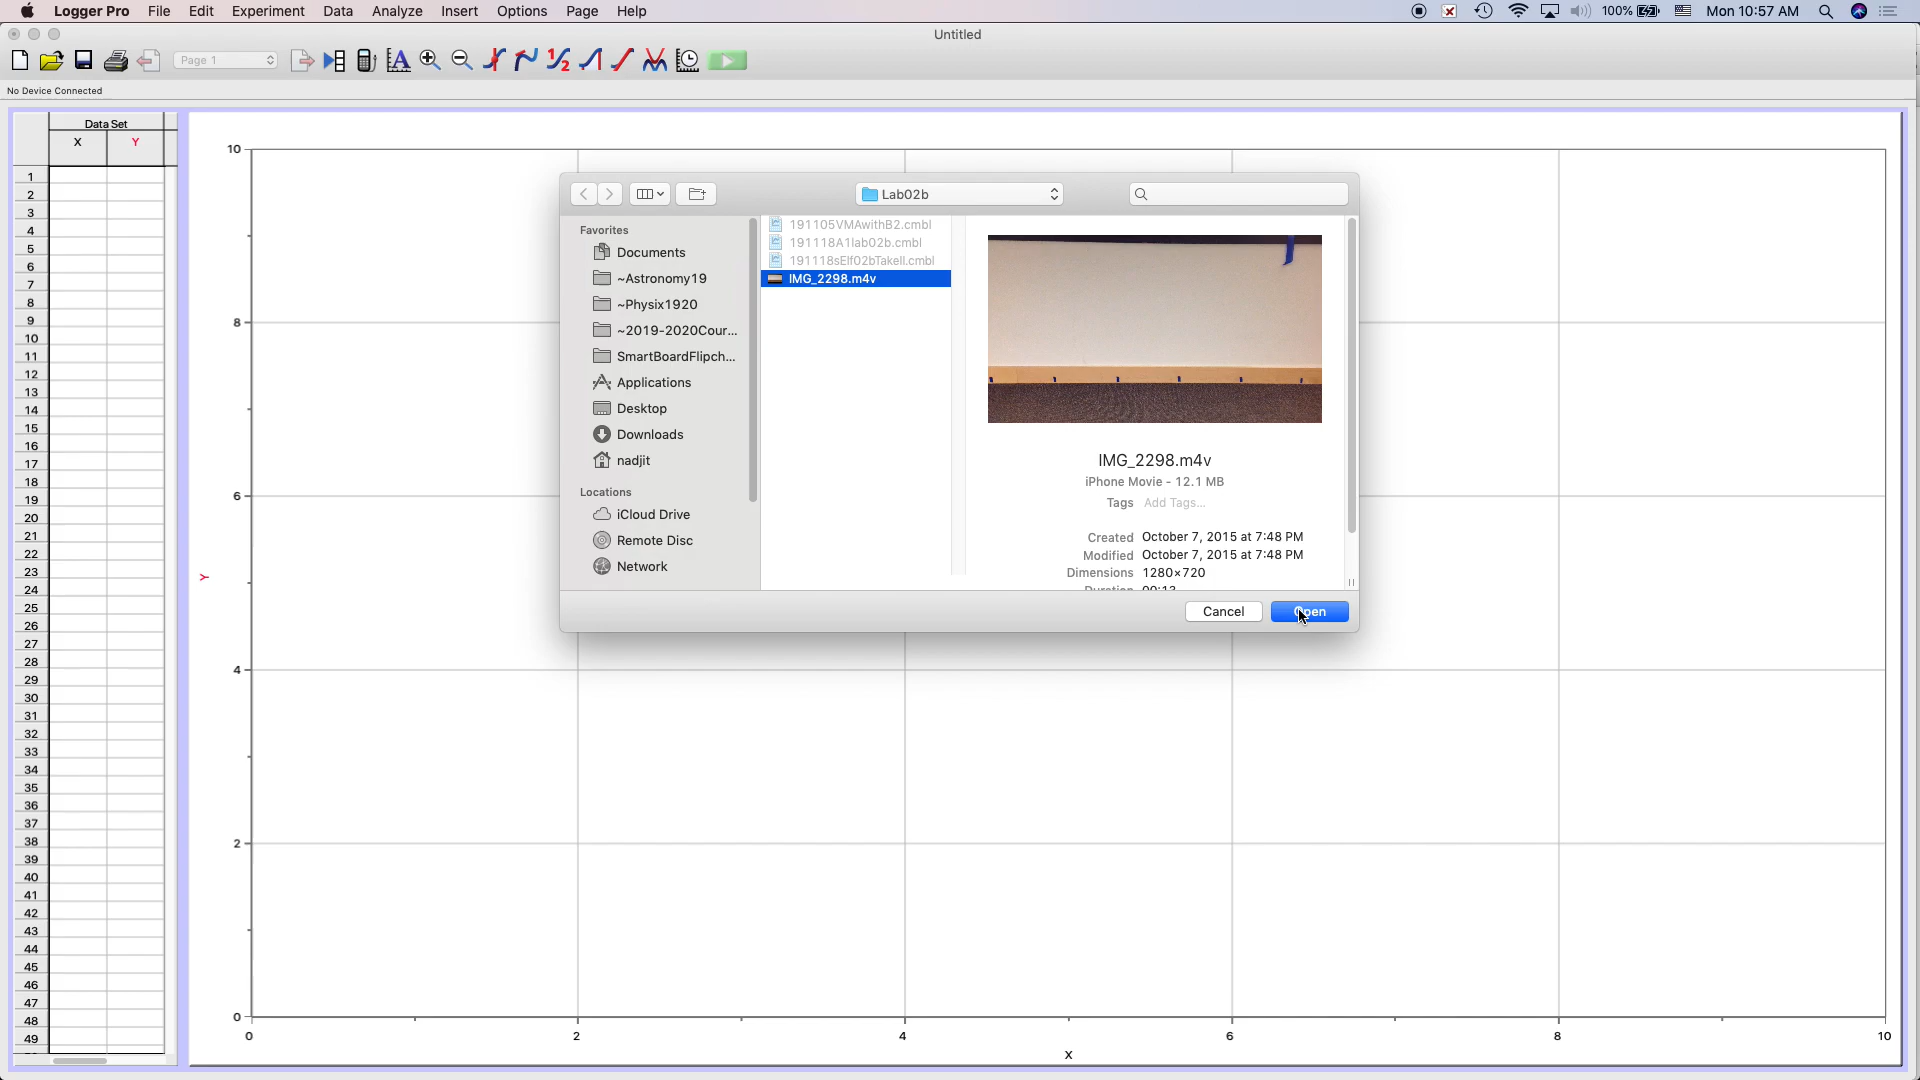 Logger Pro File Edit Experiment Data Analyze Insert Options Page Help 100% Mon 10:57 AM
Untitled
Page 1
No Device Connected
Data Set
X Y
1
2
3
4
5
6
7
8
9
10
11
12
13
14
15
16
17
18
19
20
21
22
23
24
25
26
27
28
29
30
31
32
33
34
35
36
37
38
39
40
41
42
43
44
45
46
47
48
49
10
8
6
4
2
0
Y
0 2 4 6 8 10
X
Lab02b
Favorites
Documents
~Astronomy19
~Physix1920
~2019-2020Cour...
SmartBoardFlipch...
Applications
Desktop
Downloads
nadjit
Locations
iCloud Drive
Remote Disc
Network
191105VMAwithB2.cmbl
191118A1lab02b.cmbl
191118sElf02bTakeII.cmbl
IMG_2298.m4v
IMG_2298.m4v
iPhone Movie - 12.1 MB
Tags Add Tags...
Created October 7, 2015 at 7:48 PM
Modified October 7, 2015 at 7:48 PM
Dimensions 1280×720
Duration 00:13
Cancel Open